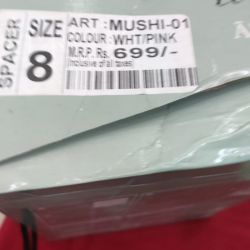 SPACER
SIZE
8
ART : MUSHI-01
COLOUR: WHT/PINK
M.R.P. Rs. 699/-
(Inclusive of all taxes)